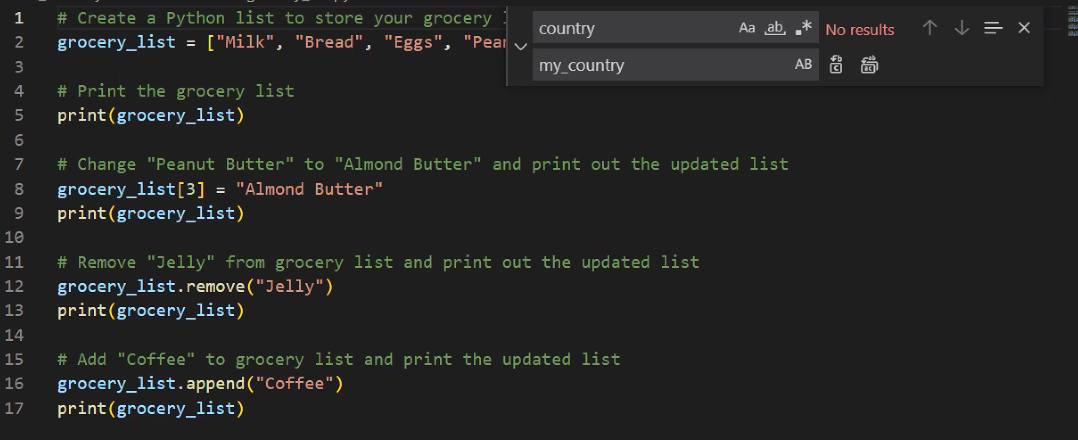 1 # Create a Python list to store your grocery
2 grocery_list = ["Milk", "Bread", "Eggs",
3
4 # Print the grocery list
5 print(grocery_list)
6
7 # Change "Peanut Butter" to "Almond Butter" and print out the updated list
8 grocery_list[3] = "Almond Butter"
9 print(grocery_list)
10
11 # Remove "Jelly" from grocery list and print out the updated list
12 grocery_list.remove("Jelly")
13 print(grocery_list)
14
15 # Add "Coffee" to grocery list and print the updated list
16 grocery_list.append("Coffee")
17 print(grocery_list)
country Aa ab .* No results
my_country AB